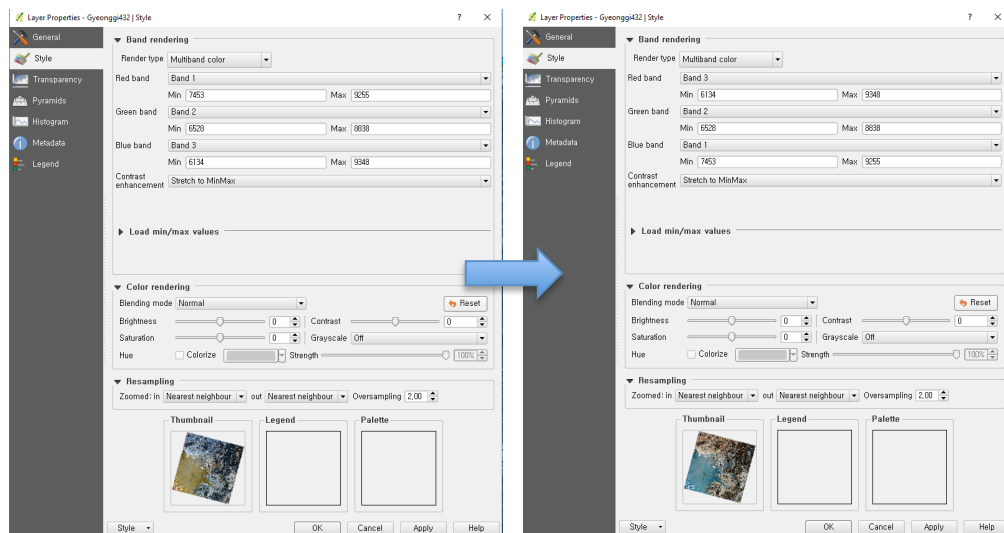 Layer Properties - Gyeonggi432 | Style ? ×
General
Style
Transparency
Pyramids
Histogram
Metadata
Legend
Band rendering
Render type Multiband color
Red band Band 1
Min 7453 Max 9255
Green band Band 2
Min 6528 Max 8838
Blue band Band 3
Min 6134 Max 9348
Contrast
enhancement Stretch to MinMax
Load min/max values
Color rendering
Blending mode Normal Reset
Brightness 0 Contrast 0
Saturation 0 Grayscale Off
Hue Colorize Strength 100%
Resampling
Zoomed: in Nearest neighbour out Nearest neighbour Oversampling 2,00
Thumbnail Legend Palette
Style OK Cancel Apply Help
Layer Properties - Gyeonggi432 | Style ? ×
General
Style
Transparency
Pyramids
Histogram
Metadata
Legend
Band rendering
Render type Multiband color
Red band Band 3
Min 6134 Max 9348
Green band Band 2
Min 6528 Max 8838
Blue band Band 1
Min 7453 Max 9255
Contrast
enhancement Stretch to MinMax
Load min/max values
Color rendering
Blending mode Normal Reset
Brightness 0 Contrast 0
Saturation 0 Grayscale Off
Hue Colorize Strength 100%
Resampling
Zoomed: in Nearest neighbour out Nearest neighbour Oversampling 2,00
Thumbnail Legend Palette
Style OK Cancel Apply Help